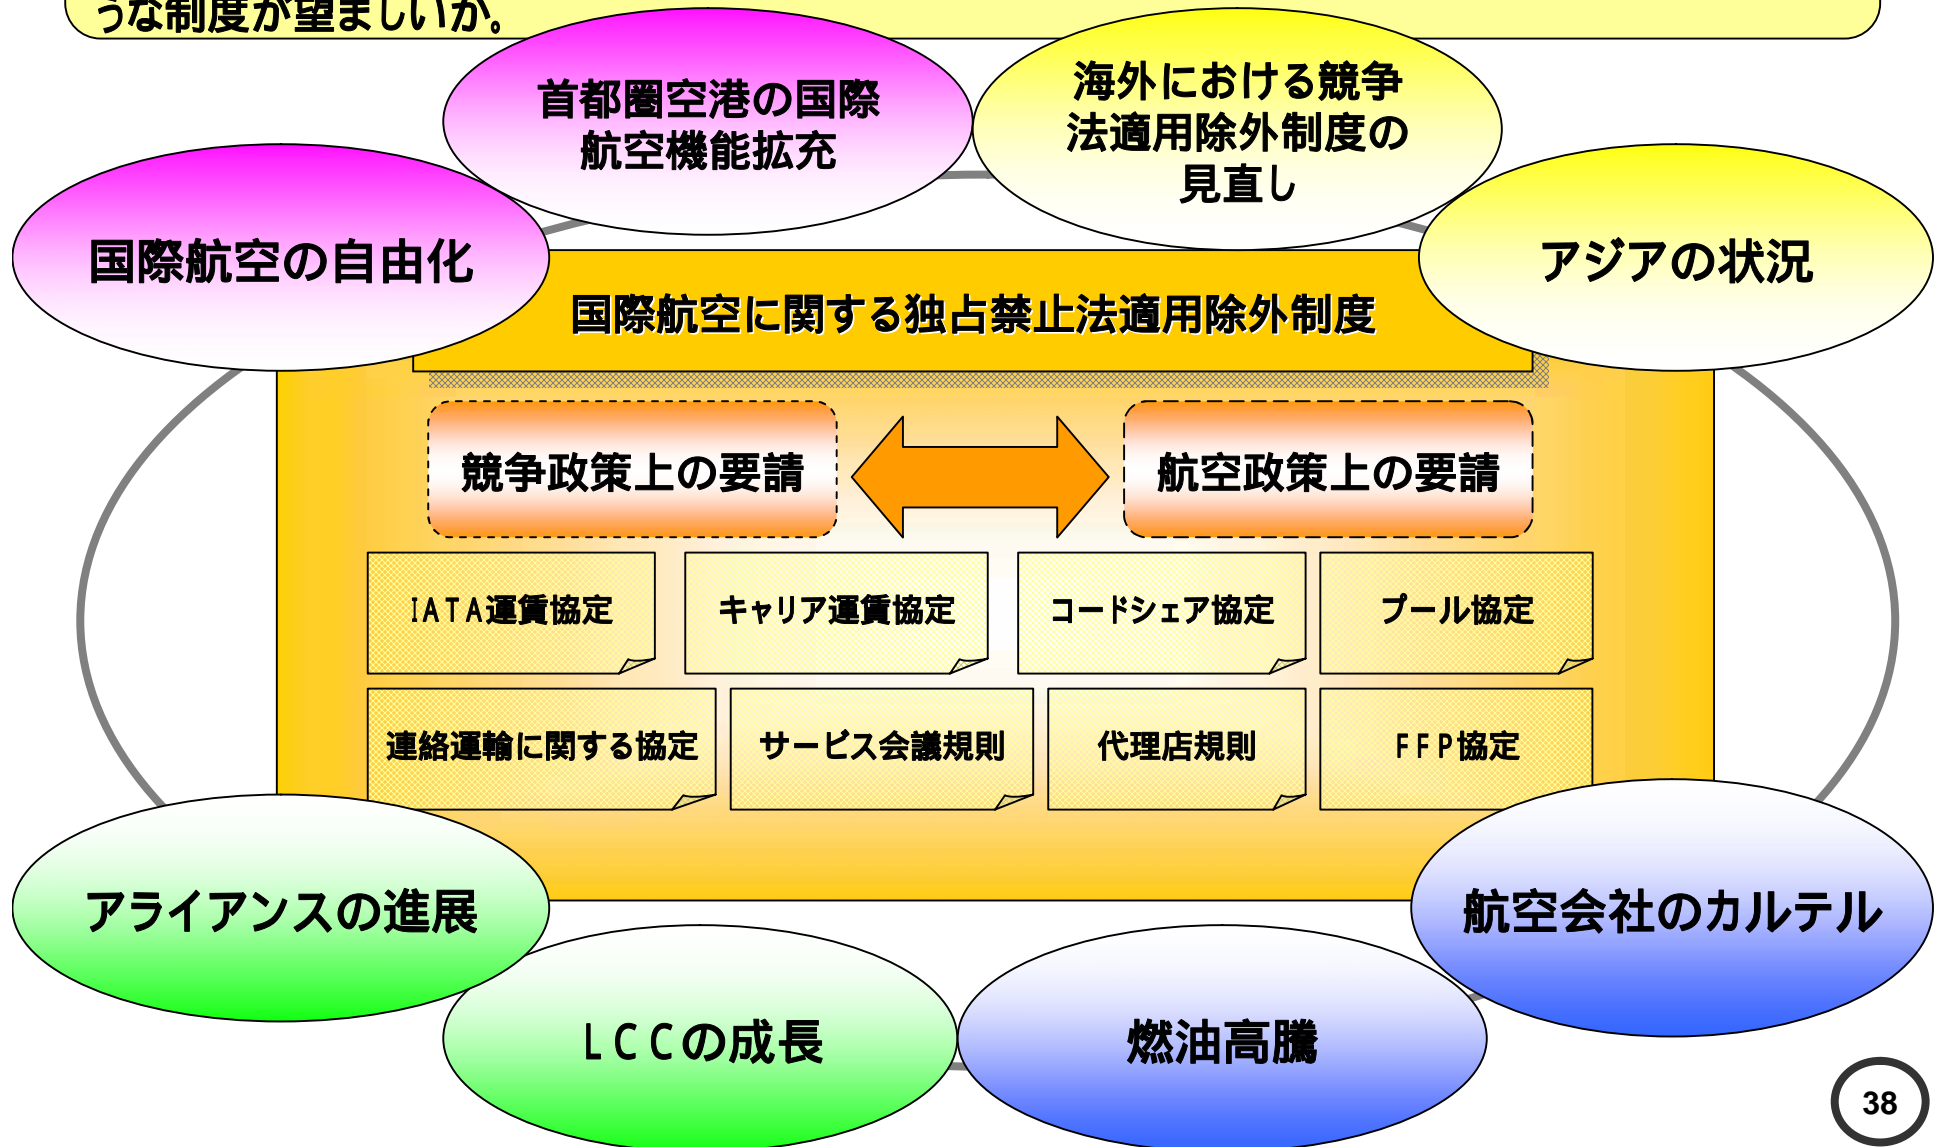 うな制度が望ましいか。
首都圏空港の国際
航空機能拡充
海外における競争
法適用除外制度の
見直し
国際航空の自由化
アジアの状況
国際航空に関する独占禁止法適用除外制度
競争政策上の要請
航空政策上の要請
IATA運賃協定
キャリア運賃協定
コードシェア協定
プール協定
連絡運輸に関する協定
サービス会議規則
代理店規則
FFP協定
アライアンスの進展
航空会社のカルテル
LCCの成長
燃油高騰
38